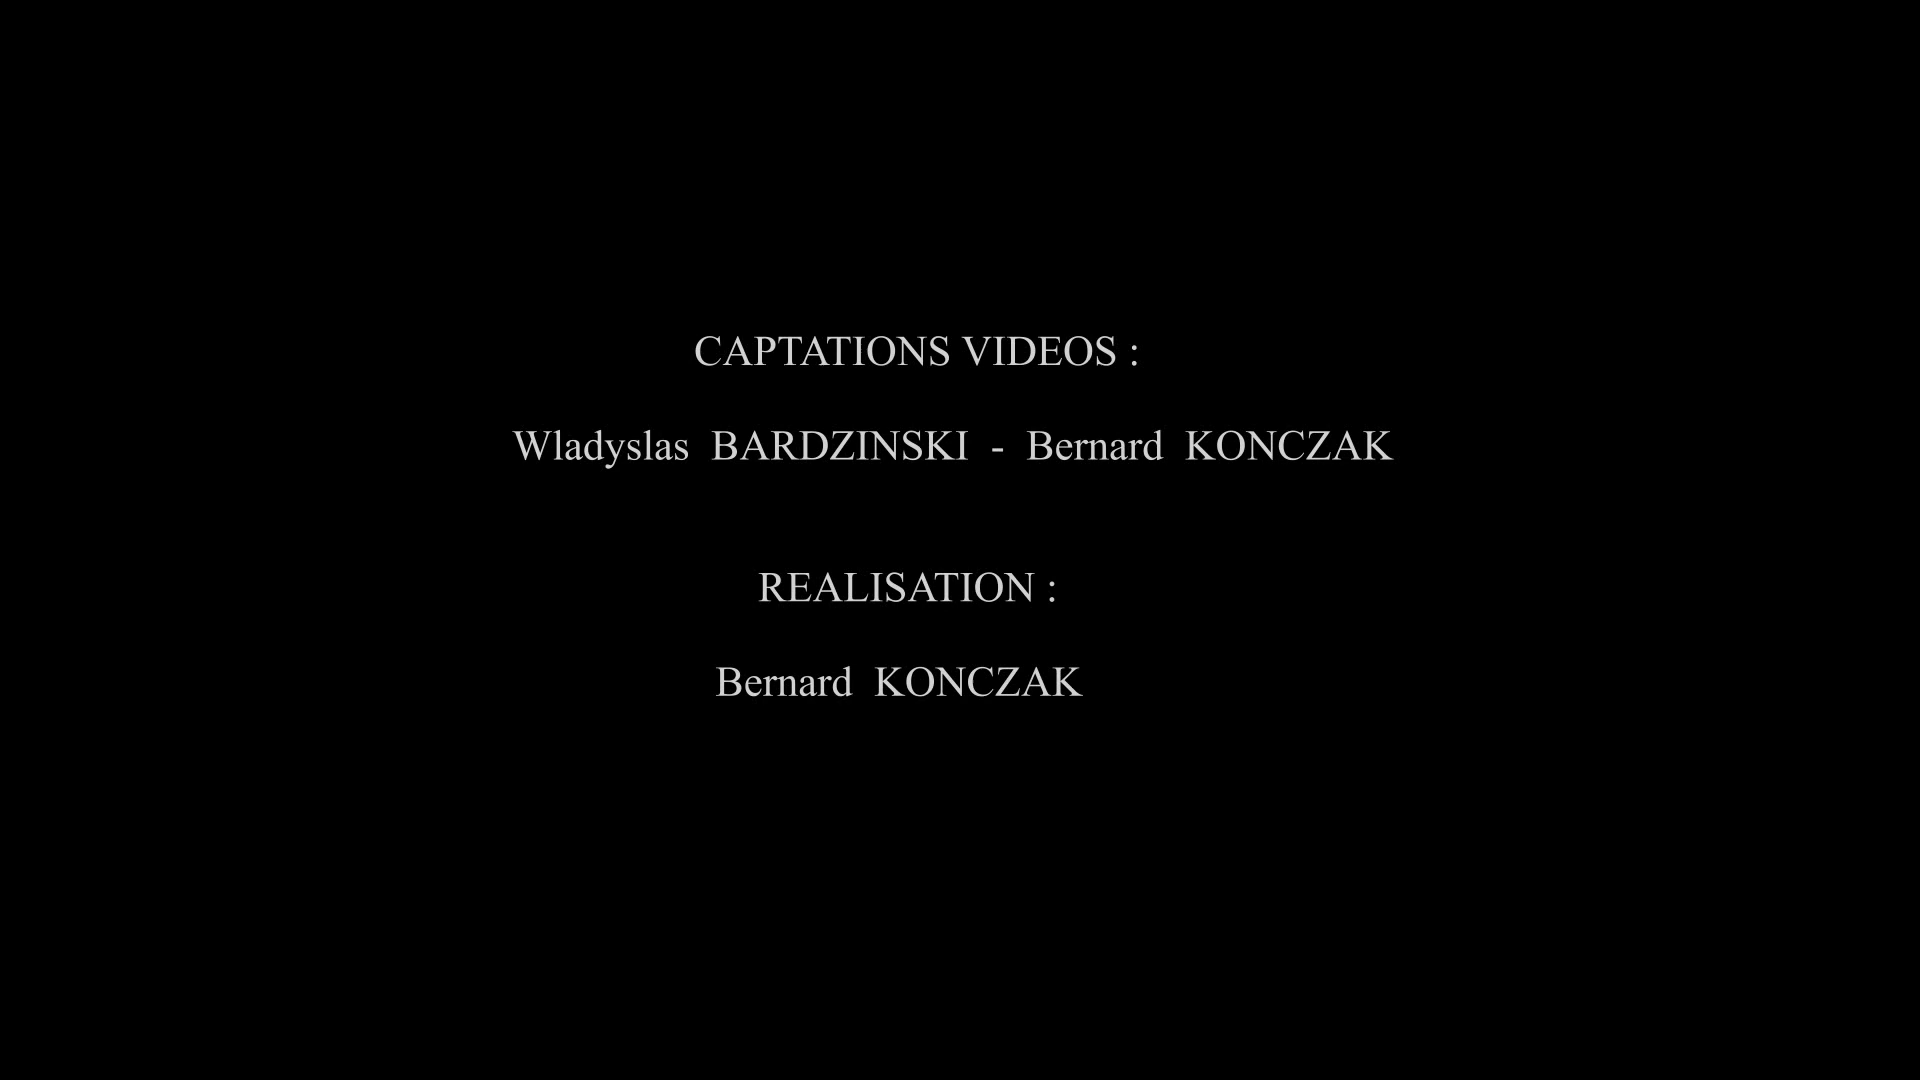 CAPTATIONS VIDEOS :
Wladyslas BARDZINSKI - Bernard KONCZAK
REALISATION :
Bernard KONCZAK